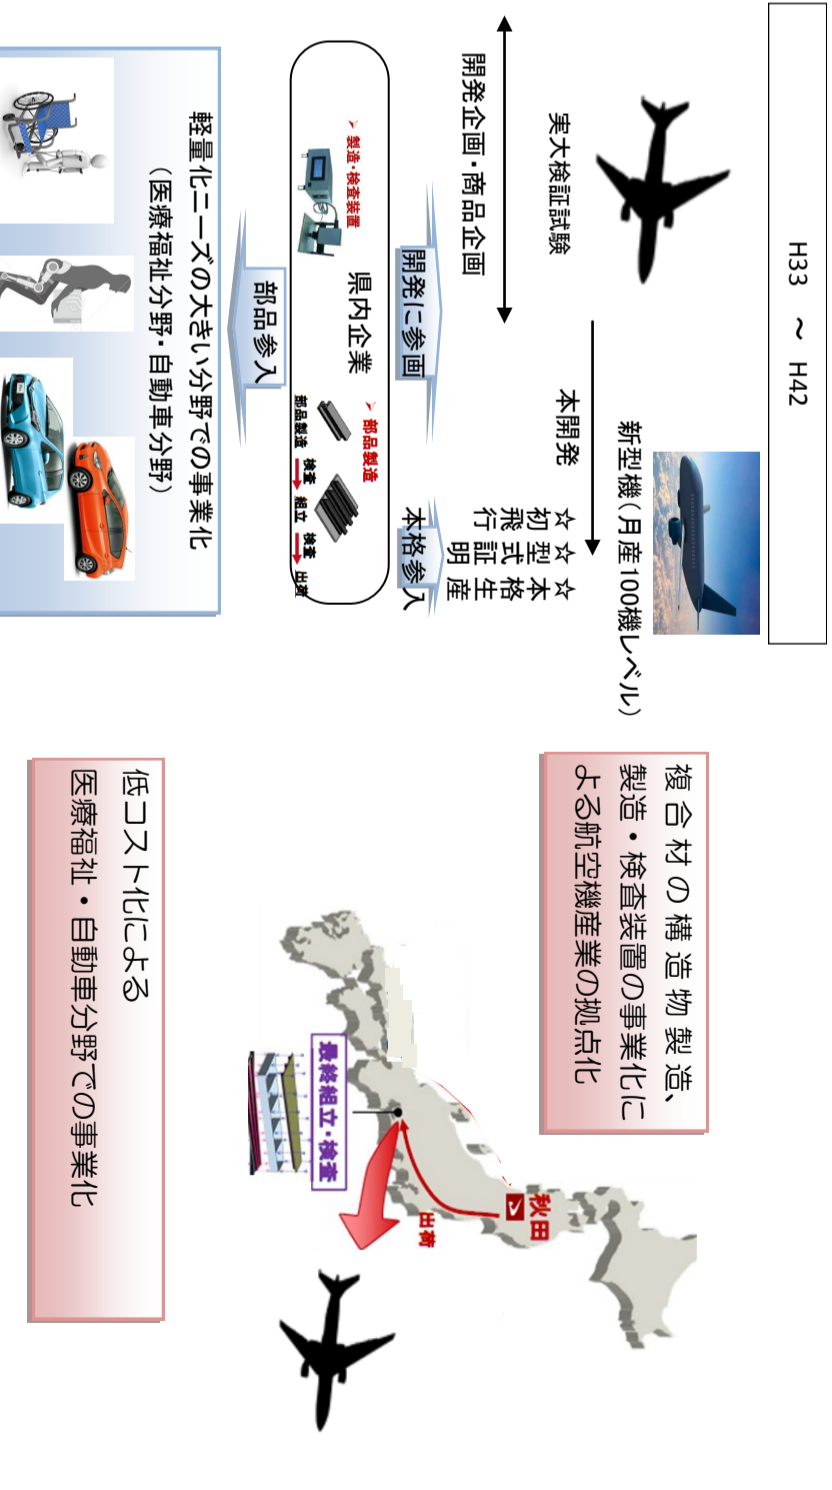 H33 ～ H42
実大検証試験
開発企画・商品企画
新型機（月産100機レベル）
本開発
☆初飛行
☆型式証明
☆本格生産
開発に参画
本格参入
➢ 製造・検査装置
県内企業
➢ 部品製造
部品製造
検査
組立
検査
出荷
部品参入
軽量化ニーズの大きい分野での事業化
（医療福祉分野・自動車分野）
複合材の構造物製造、
製造・検査装置の事業化に
よる航空機産業の拠点化
秋田
出荷
最終組立・検査
低コスト化による
医療福祉・自動車分野での事業化